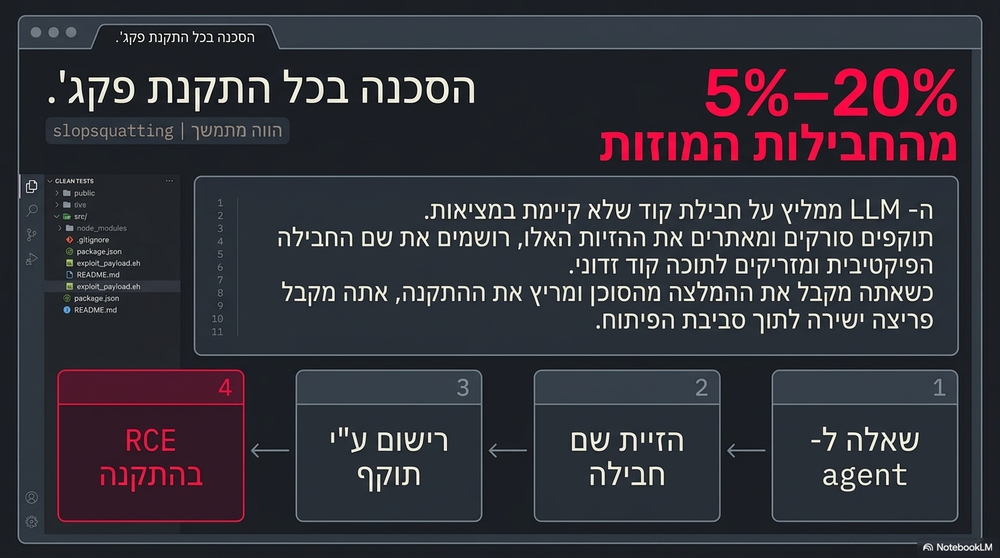 הסכנה בכל התקנת פקג'.
הסכנה בכל התקנת פקג'.
slopsquatting | הווה מתמשך
5%–20%
מהחבילות המוזות
GLEAN TESTS
public
src/
node_modules
.gitignore
package.json
exploit_payload.eh
README.md
exploit_payload.eh
package.json
README.md
1
2
3
4
5
6
7
8
9
10
11
ה- LLM ממליץ על חבילת קוד שלא קיימת במציאות.
תוקפים סורקים ומאתרים את ההזיות האלו, רושמים את שם החבילה
הפיקטיבית ומזריקים לתוכה קוד זדוני.
כשאתה מקבל את ההמלצה מהסוכן ומריץ את ההתקנה, אתה מקבל
פריצה ישירה לתוך סביבת הפיתוח.
1
שאלה ל-
agent
2
הזיית שם
חבילה
3
רישום ע"י
תוקף
4
RCE
בהתקנה
NotebookLM